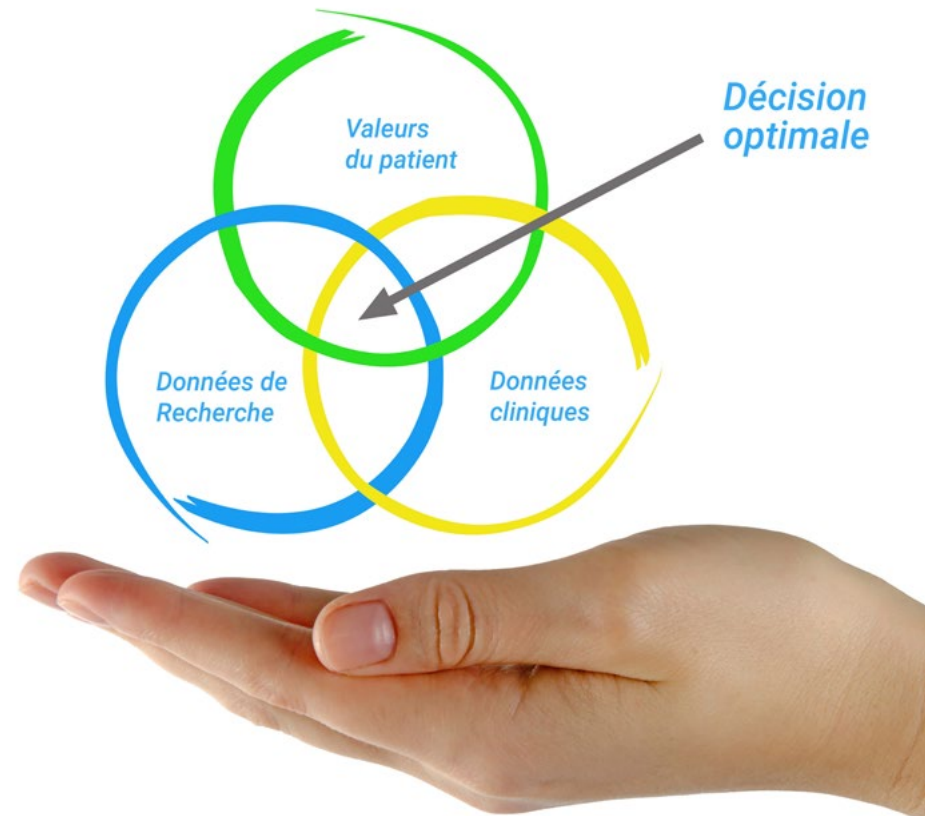 Décision
optimale
Valeurs
du patient
Données de
Recherche
Données
cliniques